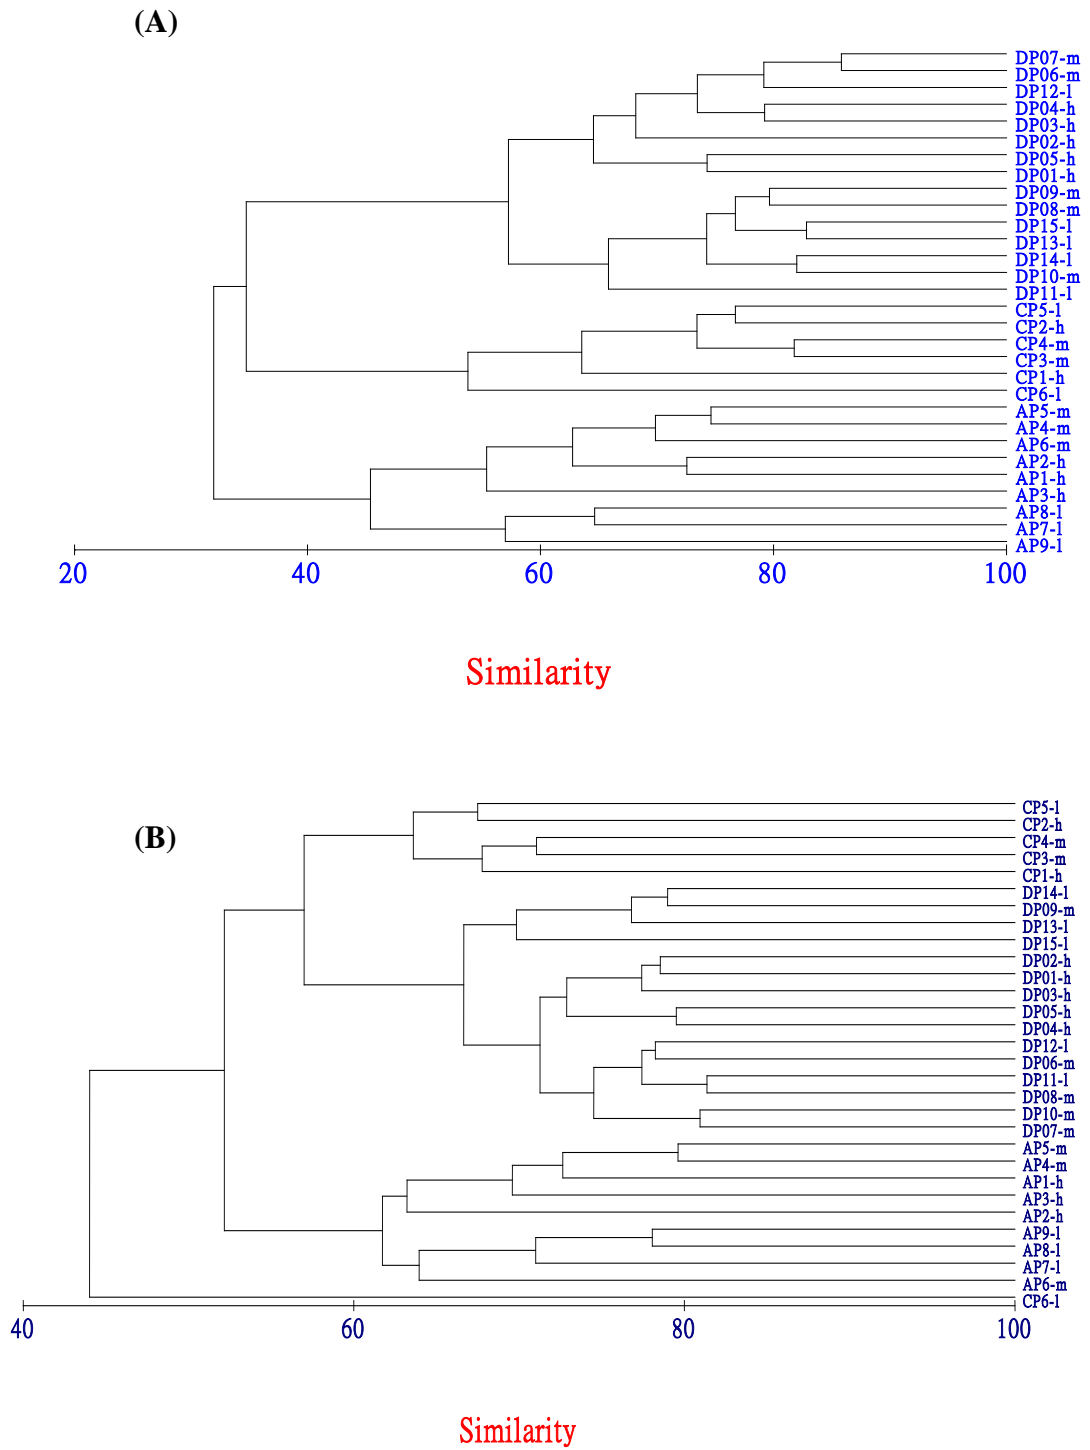 (A)
DP07-m
DP06-m
DP12-l
DP04-h
DP03-h
DP02-h
DP05-h
DP01-h
DP09-m
DP08-m
DP15-l
DP13-l
DP14-l
DP10-m
DP11-l
CP5-l
CP2-h
CP4-m
CP3-m
CP1-h
CP6-l
AP5-m
AP4-m
AP6-m
AP2-h
AP1-h
AP3-h
AP8-l
AP7-l
AP9-l
20 40 60 80 100
Similarity
(B)
CP5-l
CP2-h
CP4-m
CP3-m
CP1-h
DP14-l
DP09-m
DP13-l
DP15-l
DP02-h
DP01-h
DP03-h
DP05-h
DP04-h
DP12-l
DP06-m
DP11-l
DP08-m
DP10-m
DP07-m
AP5-m
AP4-m
AP1-h
AP3-h
AP2-h
AP9-l
AP8-l
AP7-l
AP6-m
CP6-l
40 60 80 100
Similarity